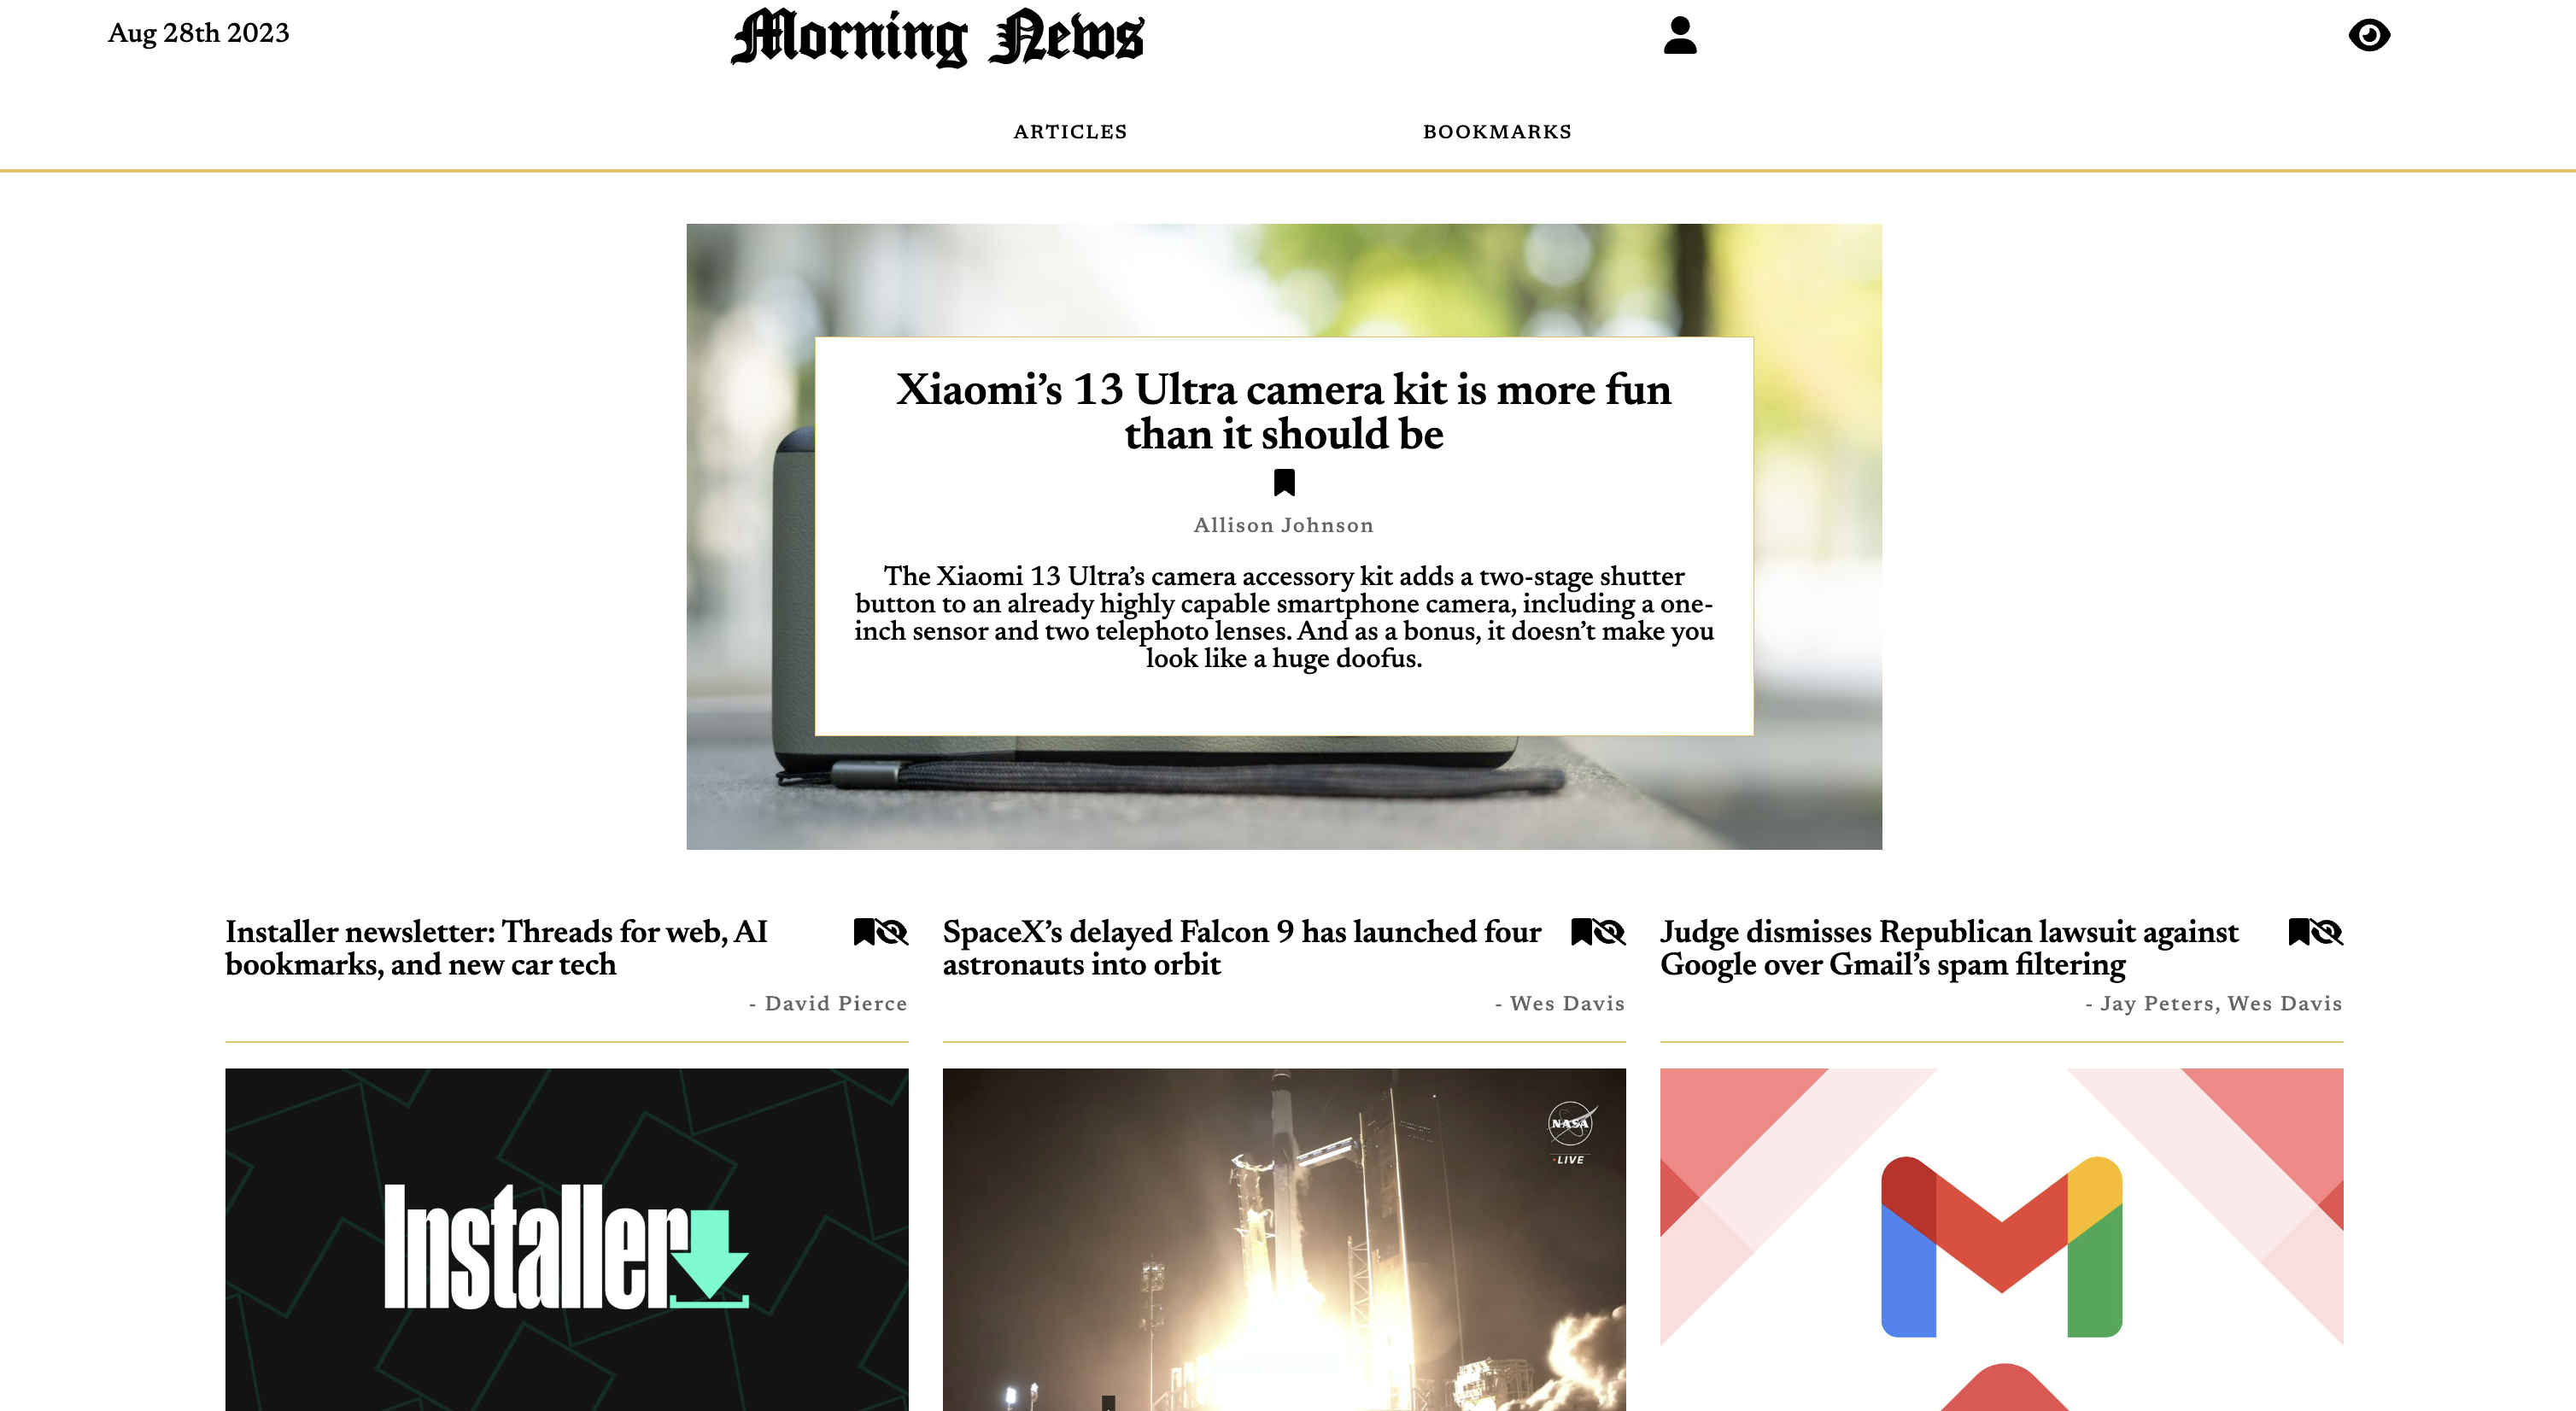 Aug 28th 2023
Morning News
ARTICLES
BOOKMARKS
Xiaomi’s 13 Ultra camera kit is more fun
than it should be
Allison Johnson
The Xiaomi 13 Ultra’s camera accessory kit adds a two-stage shutter
button to an already highly capable smartphone camera, including a one-
inch sensor and two telephoto lenses. And as a bonus, it doesn’t make you
look like a huge doofus.
Installer newsletter: Threads for web, AI
bookmarks, and new car tech
- David Pierce
SpaceX’s delayed Falcon 9 has launched four
astronauts into orbit
- Wes Davis
Judge dismisses Republican lawsuit against
Google over Gmail’s spam filtering
- Jay Peters, Wes Davis
Installer
NASA
LIVE